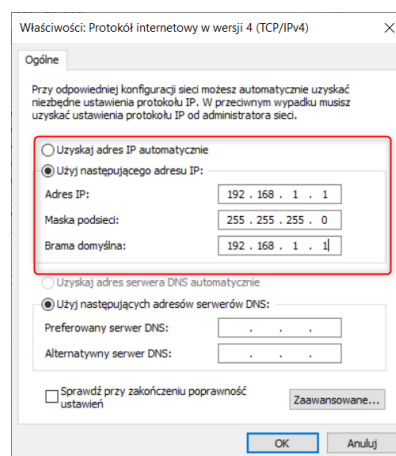 Właściwości: Protokół internetowy w wersji 4 (TCP/IPv4)
Ogólne
Przy odpowiedniej konfiguracji sieci możesz automatycznie uzyskać
niezbędne ustawienia protokołu IP. W przeciwnym wypadku musisz
uzyskać ustawienia protokołu IP od administratora sieci.
Uzyskaj adres IP automatycznie
Użyj następującego adresu IP:
Adres IP: 192 . 168 . 1 . 1
Maska podsieci: 255 . 255 . 255 . 0
Brama domyślna: 192 . 168 . 1 . 1
Uzyskaj adres serwera DNS automatycznie
Użyj następujących adresów serwerów DNS:
Preferowany serwer DNS: . . .
Alternatywny serwer DNS: . . .
Sprawdź przy zakończeniu poprawność
ustawień
Zaawansowane...
OK Anuluj